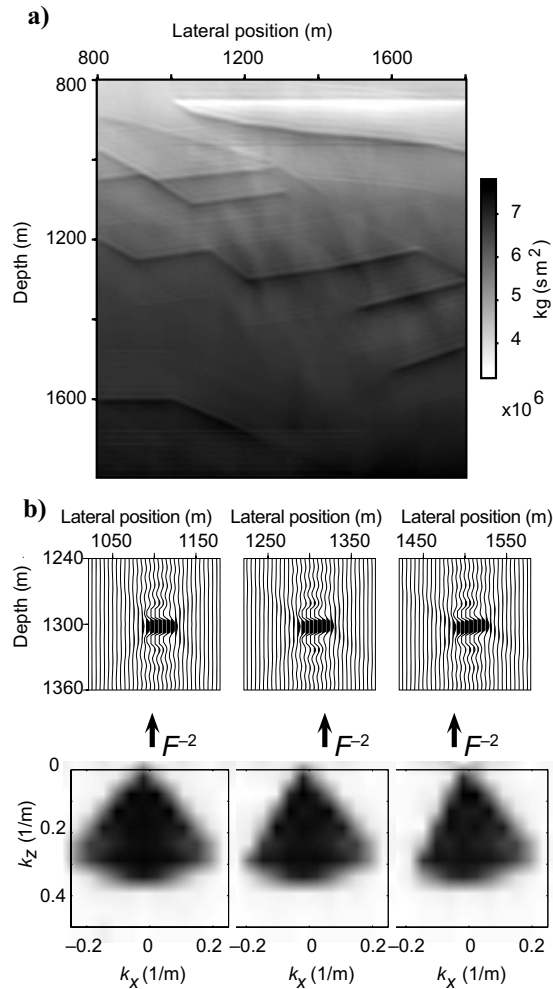 a)
Lateral position (m)
800 1200 1600
800
1200
1600
Depth (m)
7
6
5
4
kg (s m²)
x10⁶
b)
Lateral position (m) Lateral position (m) Lateral position (m)
1050 1150 1250 1350 1450 1550
1240
1300
1360
Depth (m)
F⁻² F⁻² F⁻²
0
0.2
0.4
k_z (1/m)
−0.2 0 0.2 −0.2 0 0.2 −0.2 0 0.2
k_x (1/m) k_x (1/m) k_x (1/m)